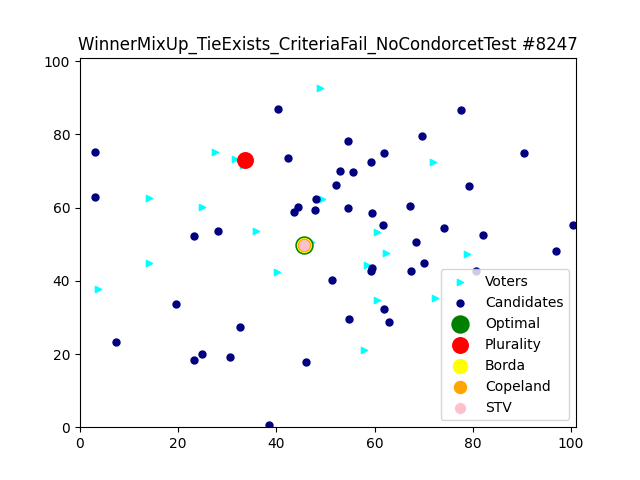 WinnerMixUp_TieExists_CriteriaFail_NoCondorcetTest #8247
100
80
60
40
20
0
0 20 40 60 80 100
Voters
Candidates
Optimal
Plurality
Borda
Copeland
STV